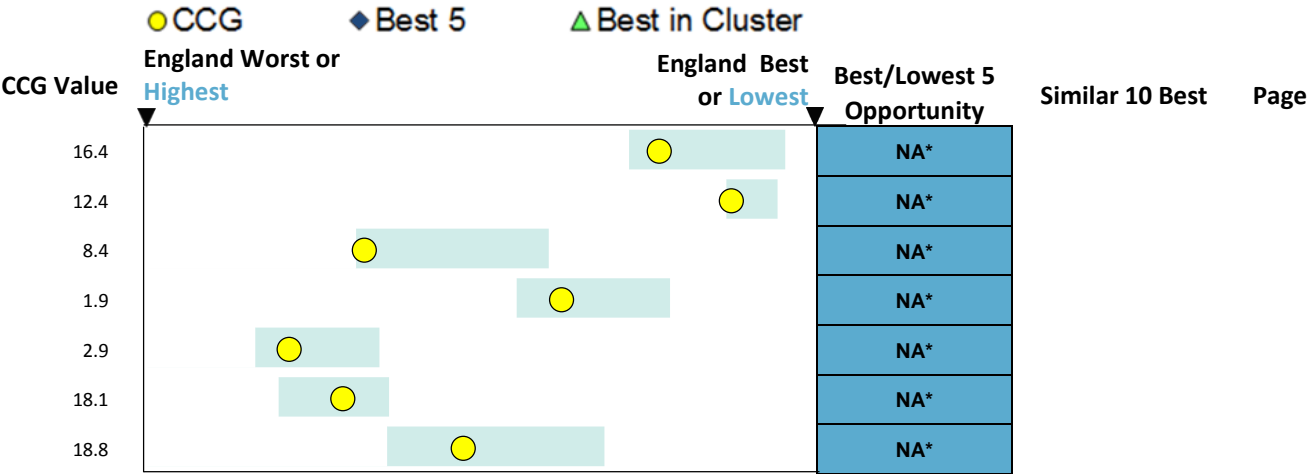 CCG Best 5 Best in Cluster
CCG Value
England Worst or
Highest
England Best
or Lowest
Best/Lowest 5
Opportunity
Similar 10 Best
Page
16.4 NA*
12.4 NA*
8.4 NA*
1.9 NA*
2.9 NA*
18.1 NA*
18.8 NA*